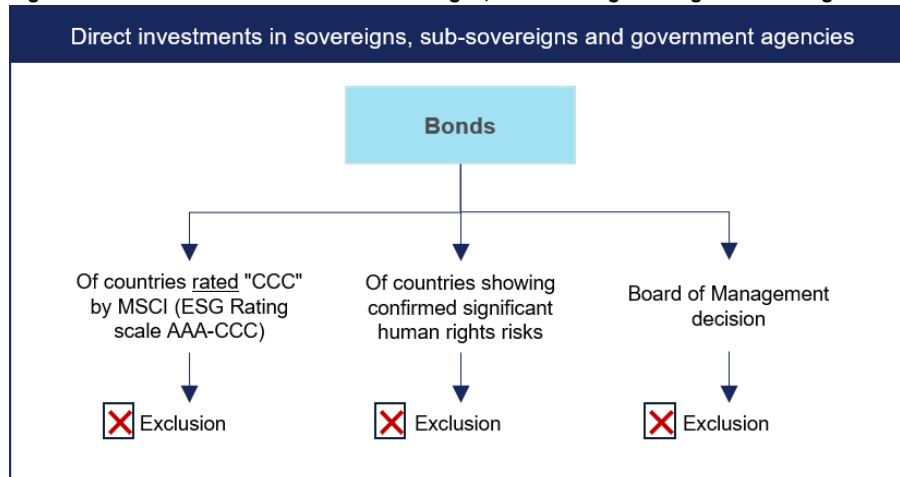 Direct investments in sovereigns, sub-sovereigns and government agencies
Bonds
Of countries rated "CCC"
by MSCI (ESG Rating
scale AAA-CCC)
Of countries showing
confirmed significant
human rights risks
Board of Management
decision
Exclusion
Exclusion
Exclusion